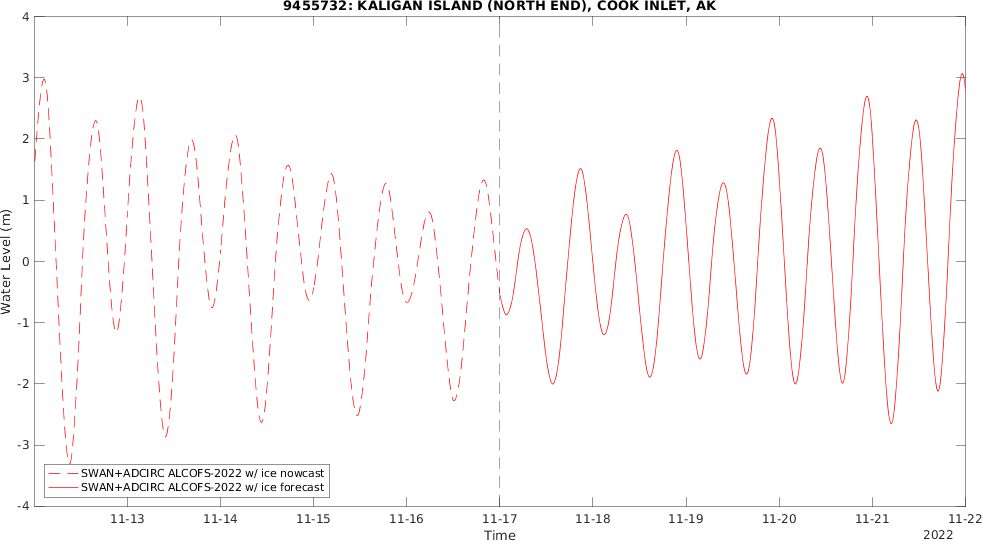 9455732: KALIGAN ISLAND (NORTH END), COOK INLET, AK
4
3
2
1
0
-1
-2
-3
-4
Water Level (m)
SWAN+ADCIRC ALCOFS-2022 w/ ice nowcast
SWAN+ADCIRC ALCOFS-2022 w/ ice forecast
11-13 11-14 11-15 11-16 11-17 11-18 11-19 11-20 11-21 11-22
Time
2022